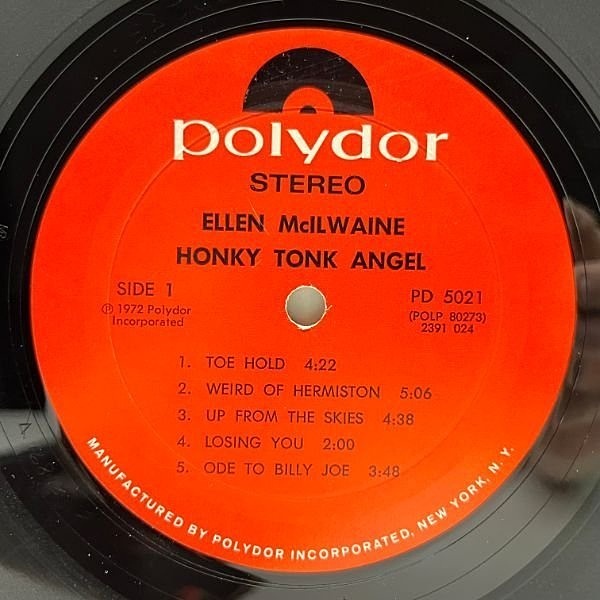 polydor
STEREO
ELLEN McILWAINE
HONKY TONK ANGEL
SIDE 1
℗ 1972 Polydor
Incorporated
PD 5021
(POLP 80273)
2391 024
1. TOE HOLD 4:22
2. WEIRD OF HERMISTON 5:06
3. UP FROM THE SKIES 4:38
4. LOSING YOU 2:00
5. ODE TO BILLY JOE 3:48
MANUFACTURED BY POLYDOR INCORPORATED, NEW YORK, N.Y.